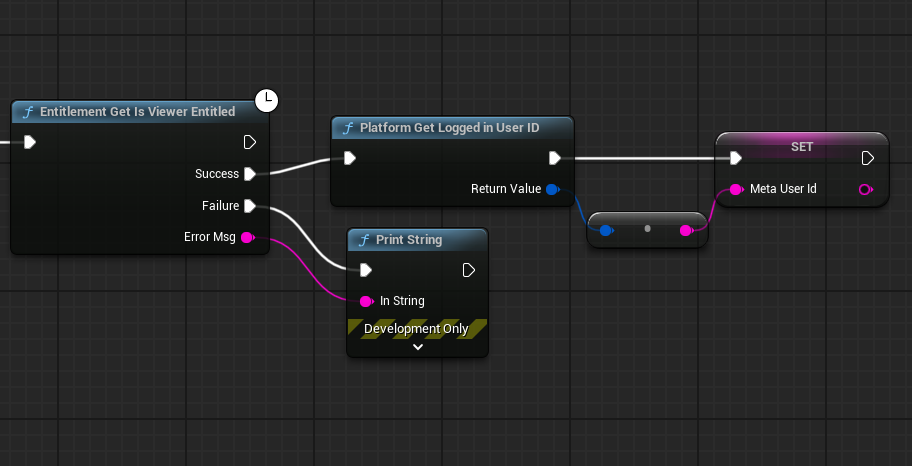 Entitlement Get Is Viewer Entitled
Success
Failure
Error Msg
Platform Get Logged in User ID
Return Value
Print String
In String
Development Only
SET
Meta User Id